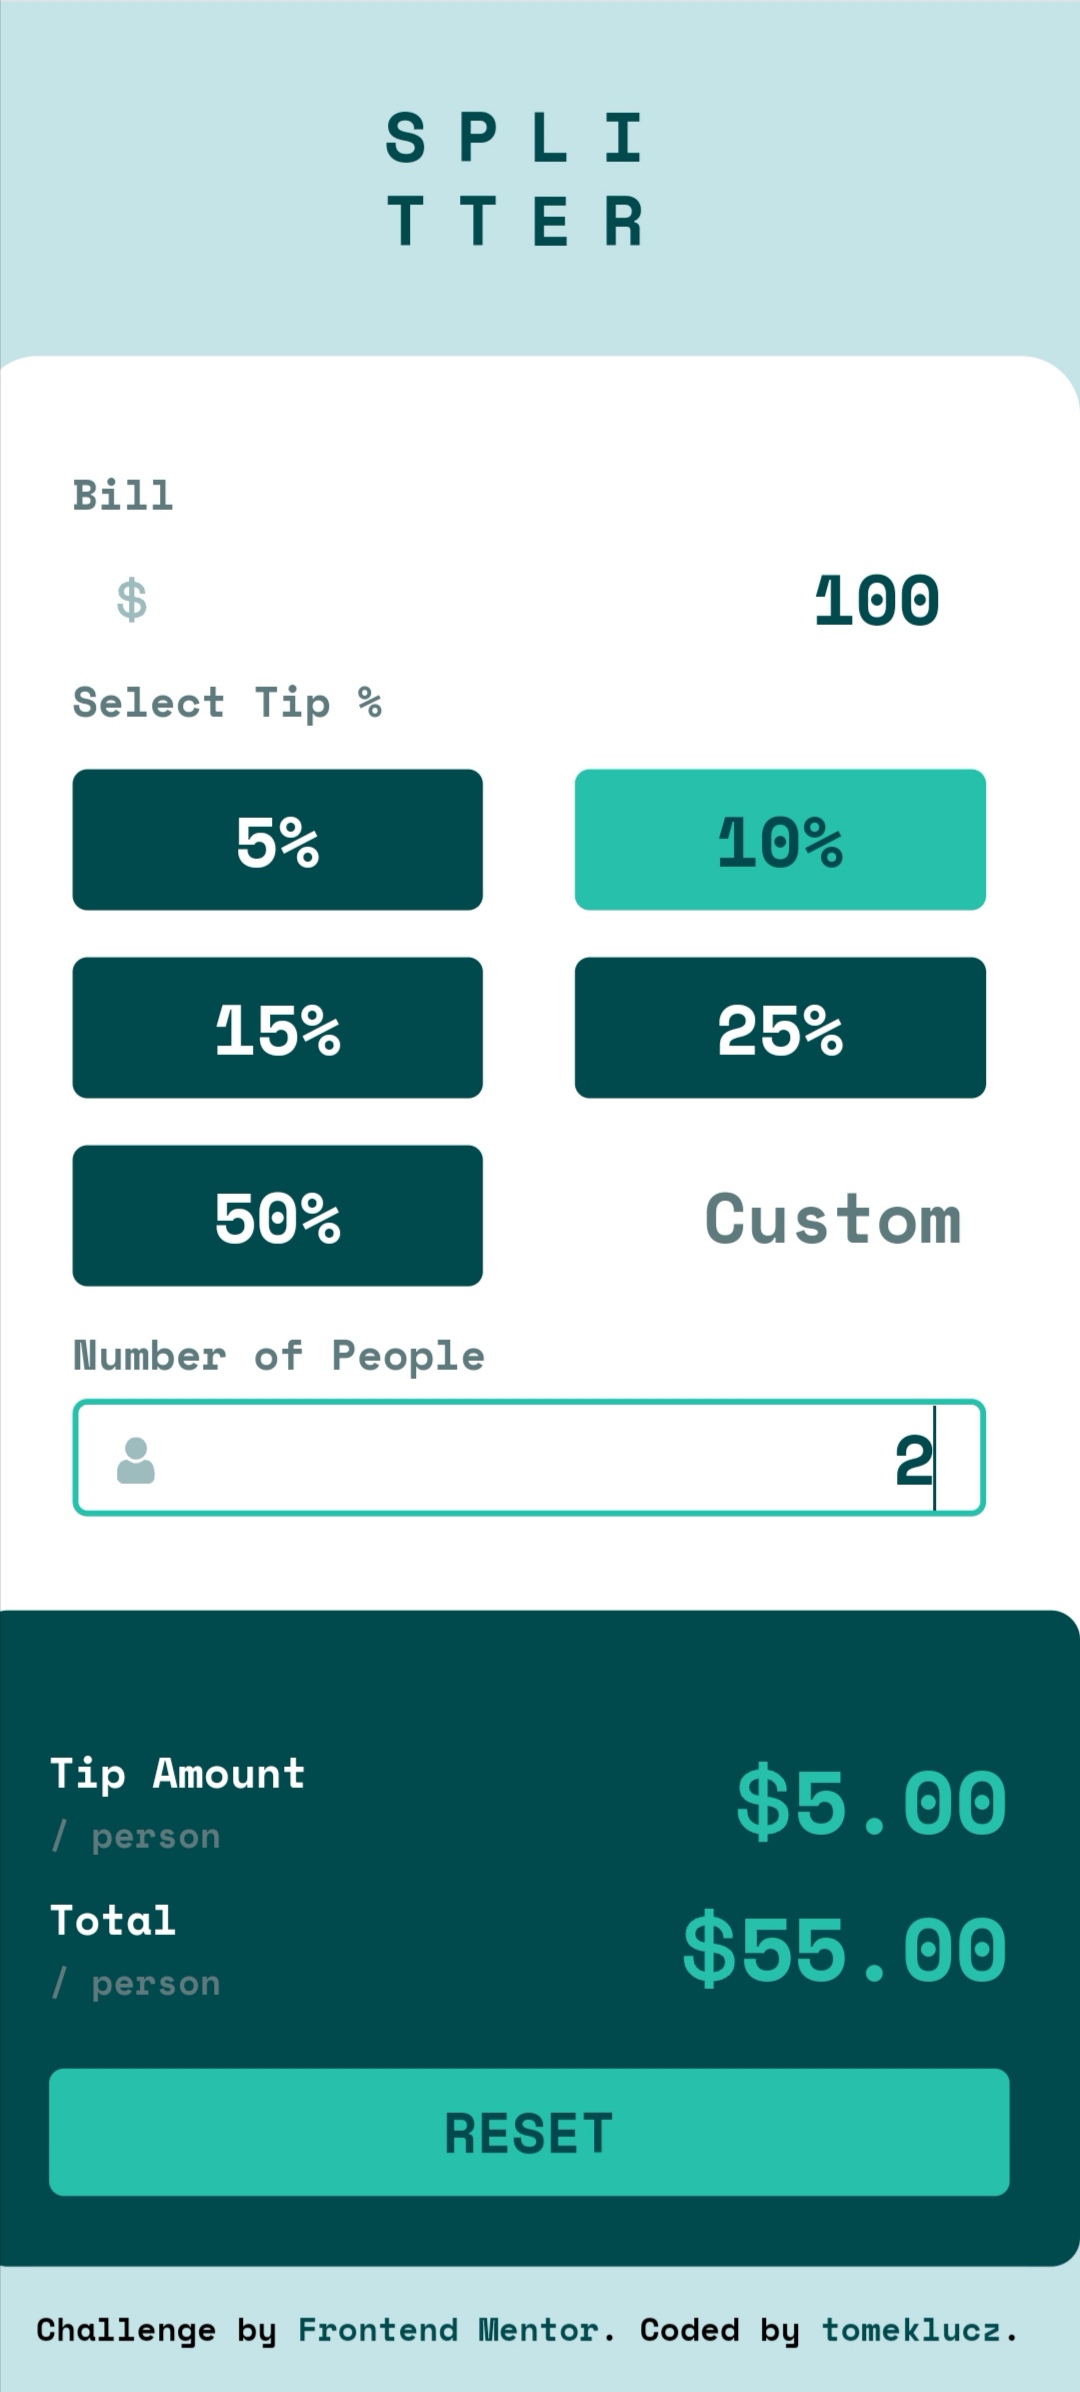 SPLI
TTER
Bill
$ 100
Select Tip %
5% 10%
15% 25%
50% Custom
Number of People
2
Tip Amount
/ person
$5.00
Total
/ person
$55.00
RESET
Challenge by Frontend Mentor. Coded by tomeklucz.